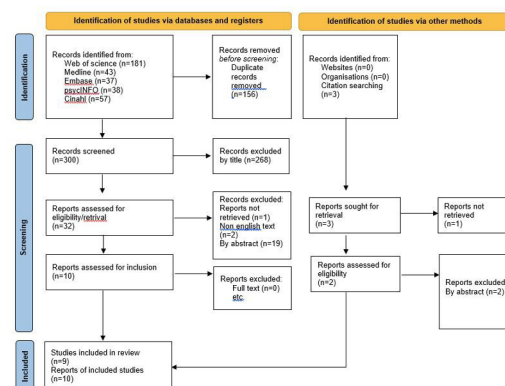 Identification of studies via databases and registers
Identification of studies via other methods
Identification
Records identified from:
Web of science (n=181)
Medline (n=43)
Embase (n=37)
psycINFO (n=38)
Cinahl (n=57)
Records removed
before screening:
Duplicate
records
removed
(n=156)
Records identified from:
Websites (n=0)
Organisations (n=0)
Citation searching
(n=3)
Screening
Records screened
(n=300)
Records excluded
by title (n=268)
Reports assessed for
eligibility/retrival
(n=32)
Records excluded:
Reports not
retrieved (n=1)
Non english text
(n=2)
By abstract (n=19)
Reports sought for
retrieval
(n=3)
Reports not
retrieved
(n=1)
Reports assessed for inclusion
(n=10)
Reports excluded:
Full text (n=0)
etc.
Reports assessed for
eligibility
(n=2)
Reports excluded
By abstract (n=2)
Included
Studies included in review
(n=9)
Reports of included studies
(n=10)